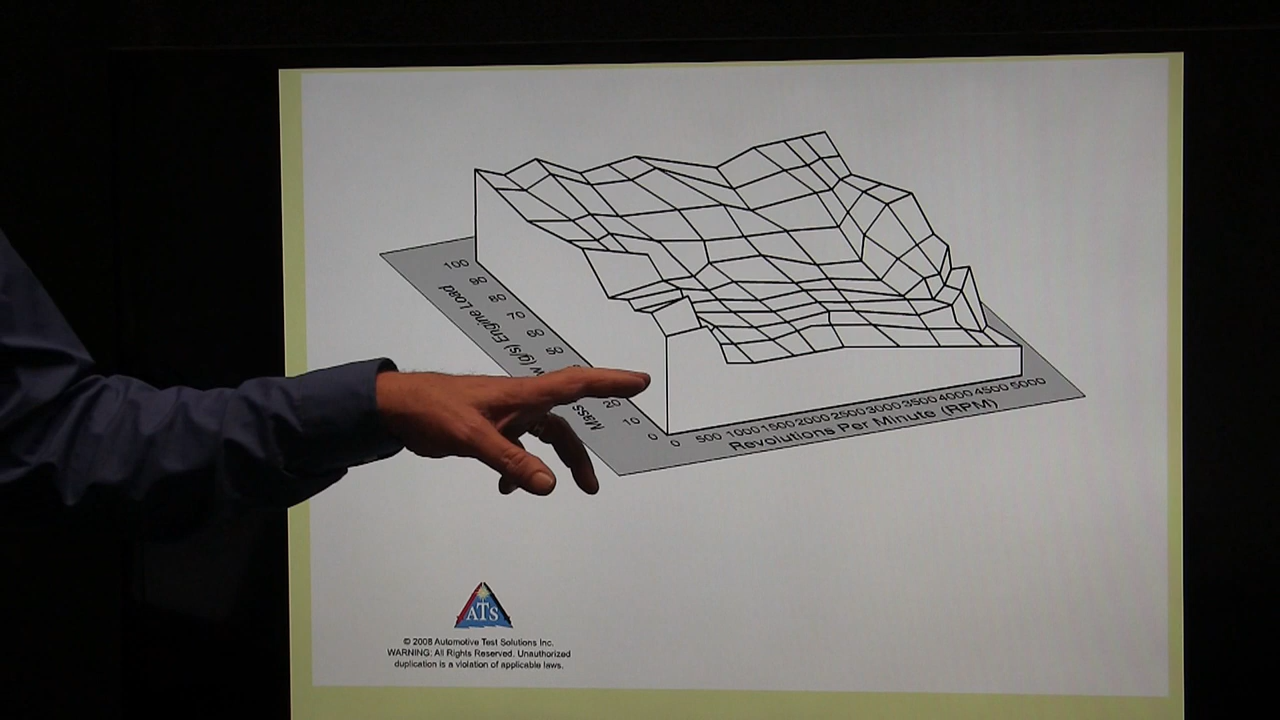 100
90
80
70
60
50
20
10
0
Mass
(g/s) Engine Load
0 500 1000 1500 2000 2500 3000 3500 4000 4500 5000
Revolutions Per Minute (RPM)
ATS
© 2008 Automotive Test Solutions Inc.
WARNING: All Rights Reserved. Unauthorized
duplication is a violation of applicable laws.